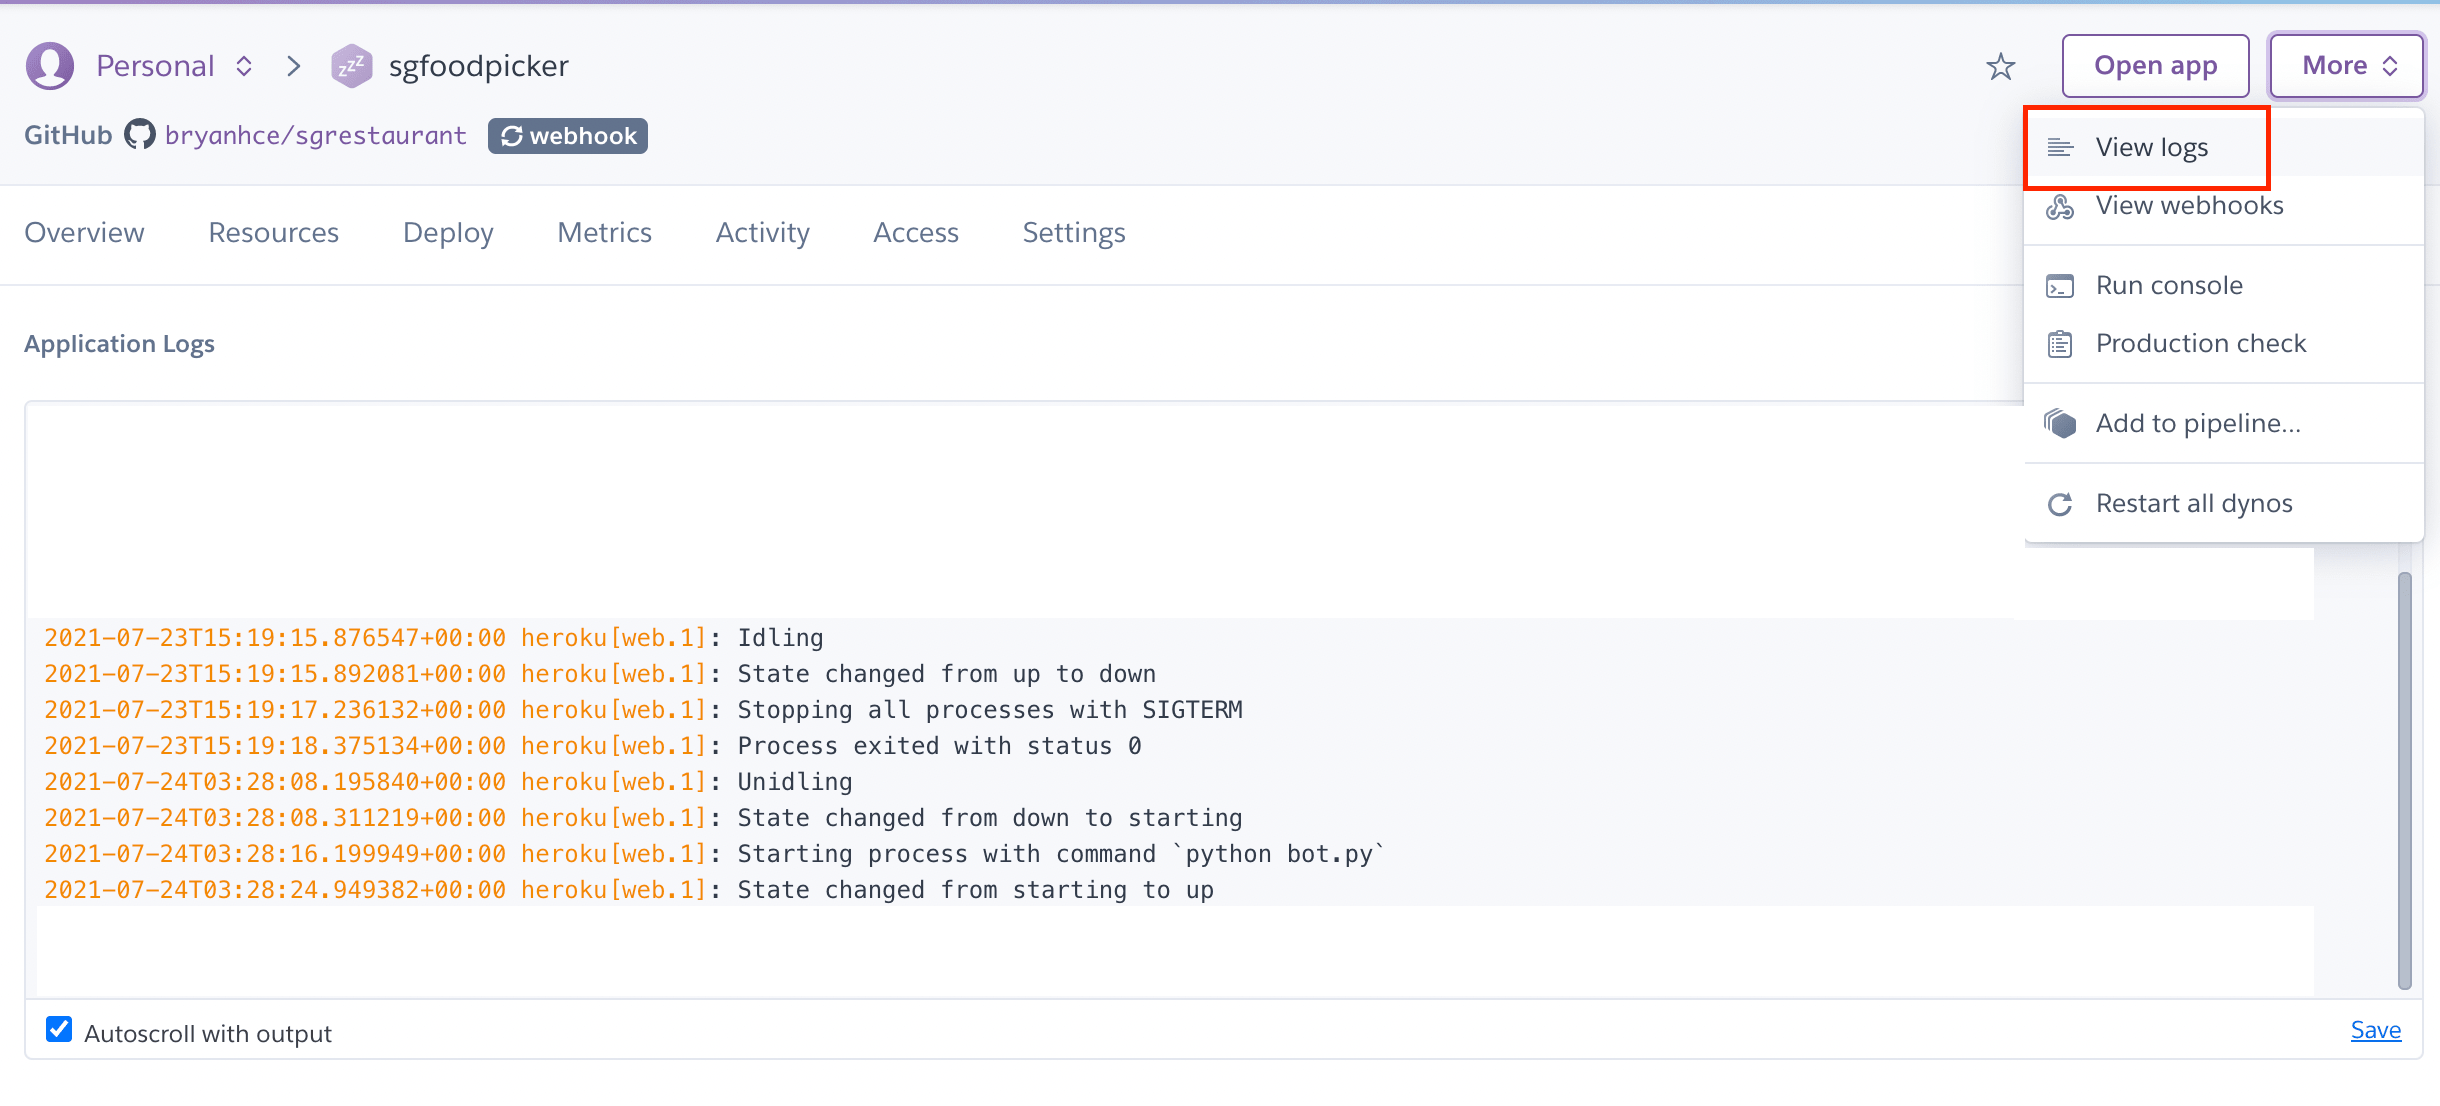 Personal > sgfoodpicker
Open app
More
GitHub bryanhce/sgrestaurant webhook
View logs
View webhooks
Run console
Production check
Add to pipeline...
Restart all dynos
Overview Resources Deploy Metrics Activity Access Settings
Application Logs
2021-07-23T15:19:15.876547+00:00 heroku[web.1]: Idling
2021-07-23T15:19:15.892081+00:00 heroku[web.1]: State changed from up to down
2021-07-23T15:19:17.236132+00:00 heroku[web.1]: Stopping all processes with SIGTERM
2021-07-23T15:19:18.375134+00:00 heroku[web.1]: Process exited with status 0
2021-07-24T03:28:08.195840+00:00 heroku[web.1]: Unidling
2021-07-24T03:28:08.311219+00:00 heroku[web.1]: State changed from down to starting
2021-07-24T03:28:16.199949+00:00 heroku[web.1]: Starting process with command `python bot.py`
2021-07-24T03:28:24.949382+00:00 heroku[web.1]: State changed from starting to up
Autoscroll with output
Save